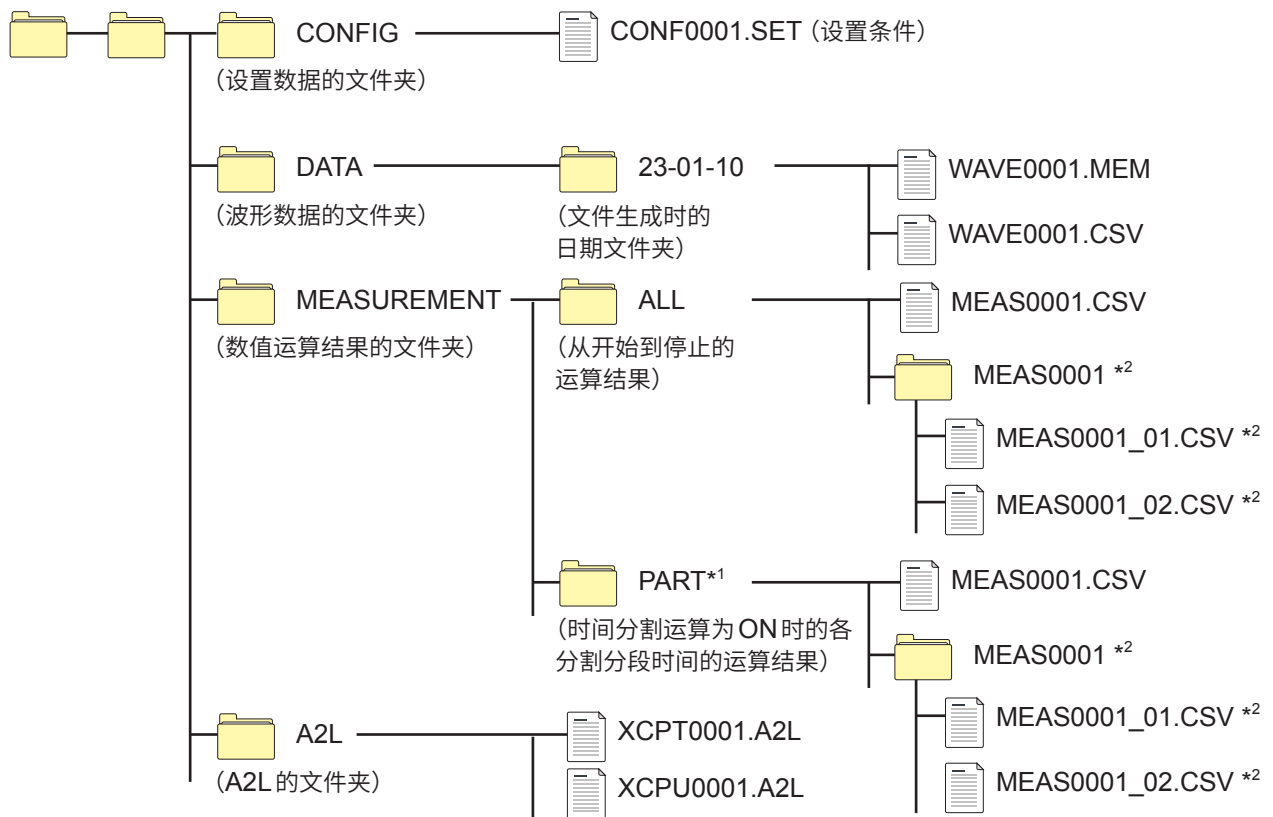 CONFIG
CONF0001.SET（设置条件）
（设置数据的文件夹）
DATA
23-01-10
WAVE0001.MEM
（波形数据的文件夹）
（文件生成时的
日期文件夹）
WAVE0001.CSV
MEASUREMENT
ALL
MEAS0001.CSV
（数值运算结果的文件夹）
（从开始到停止的
运算结果）
MEAS0001 *2
MEAS0001_01.CSV *2
MEAS0001_02.CSV *2
PART*1
MEAS0001.CSV
（时间分割运算为ON时的各
分割分段时间的运算结果）
MEAS0001 *2
MEAS0001_01.CSV *2
MEAS0001_02.CSV *2
A2L
XCPT0001.A2L
（A2L的文件夹）
XCPU0001.A2L